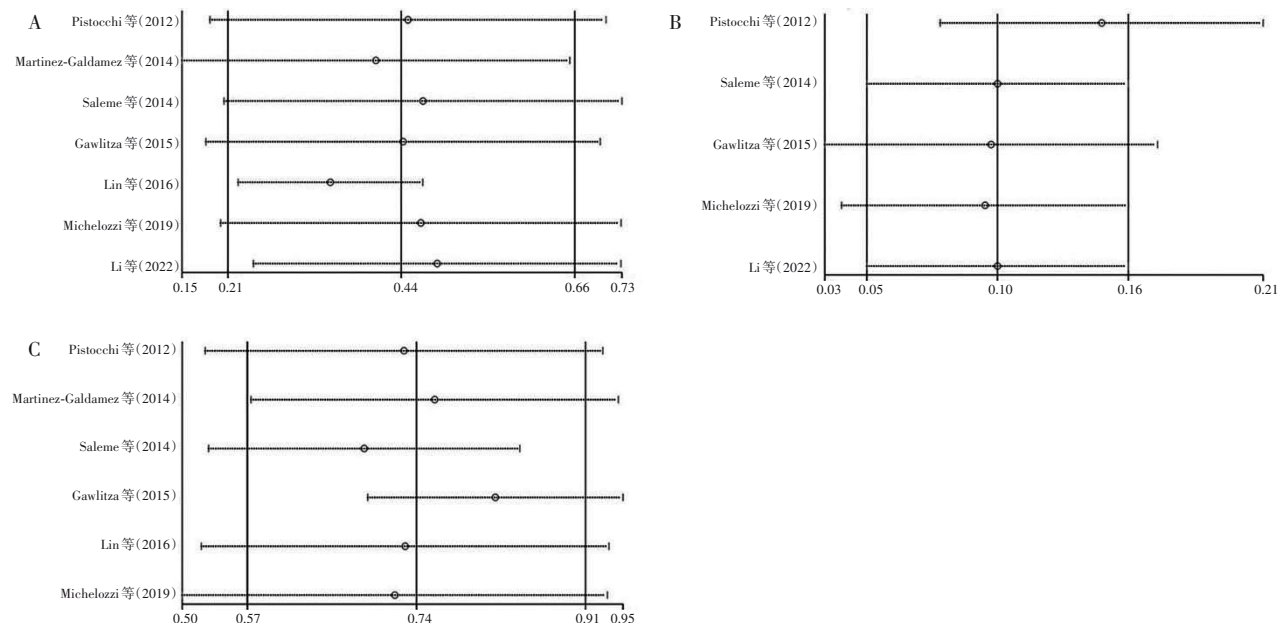 A
Pistocchi 等(2012)
Martinez-Galdamez 等(2014)
Saleme 等(2014)
Gawlitza 等(2015)
Lin 等(2016)
Michelozzi 等(2019)
Li 等(2022)
0.15 0.21 0.44 0.66 0.73
B
Pistocchi 等(2012)
Saleme 等(2014)
Gawlitza 等(2015)
Michelozzi 等(2019)
Li 等(2022)
0.03 0.05 0.10 0.16 0.21
C
Pistocchi 等(2012)
Martinez-Galdamez 等(2014)
Saleme 等(2014)
Gawlitza 等(2015)
Lin 等(2016)
Michelozzi 等(2019)
0.50 0.57 0.74 0.91 0.95